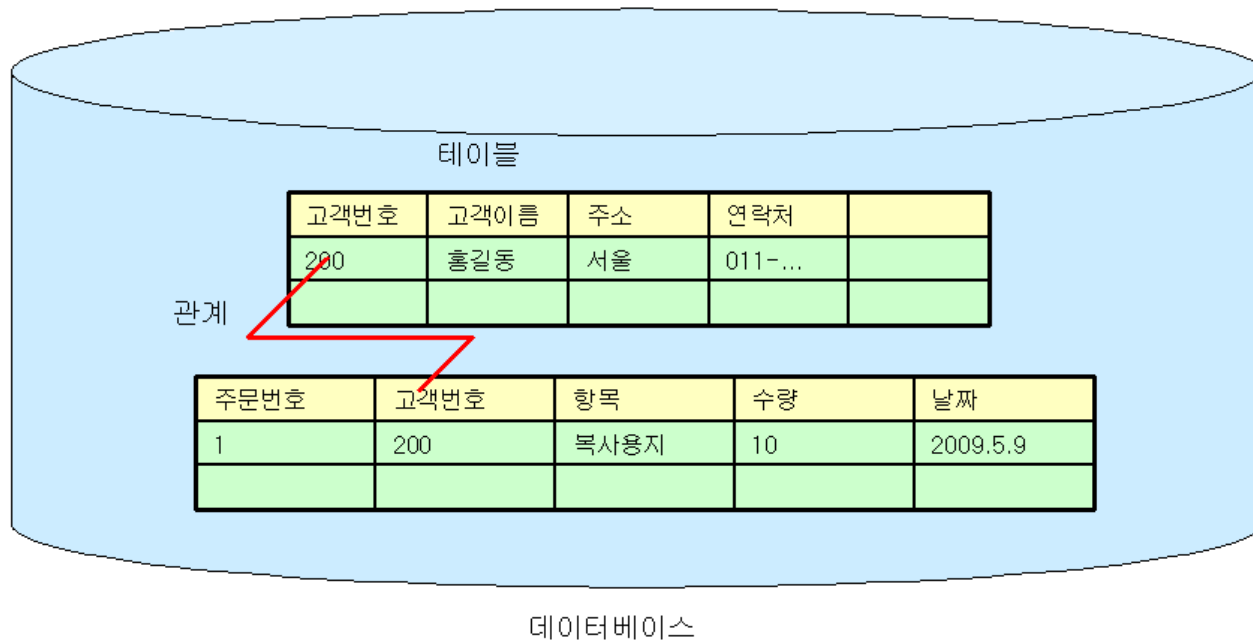 테이블
고객번호 고객이름 주소 연락처
200 홍길동 서울 011-...
관계
주문번호 고객번호 항목 수량 날짜
1 200 복사용지 10 2009.5.9
데이터베이스